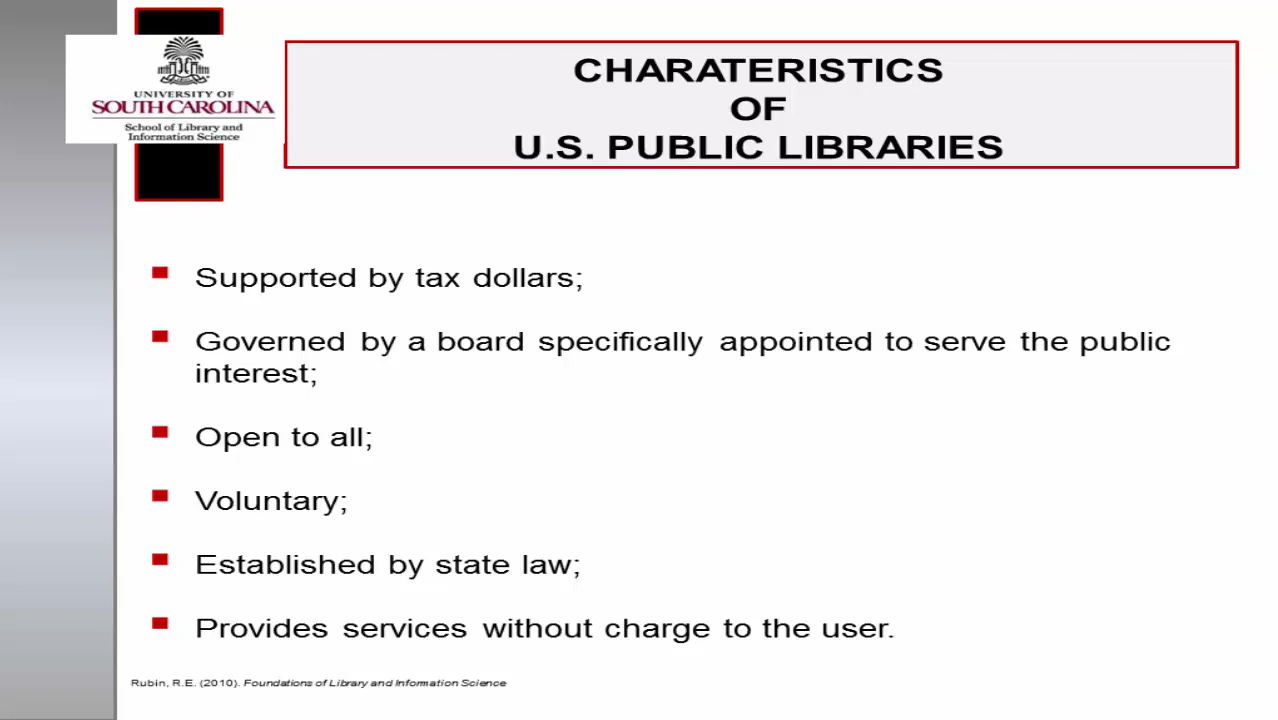 UNIVERSITY OF
SOUTH CAROLINA
School of Library and
Information Science
CHARATERISTICS
OF
U.S. PUBLIC LIBRARIES
Supported by tax dollars;
Governed by a board specifically appointed to serve the public
interest;
Open to all;
Voluntary;
Established by state law;
Provides services without charge to the user.
Rubin, R.E. (2010). Foundations of Library and Information Science